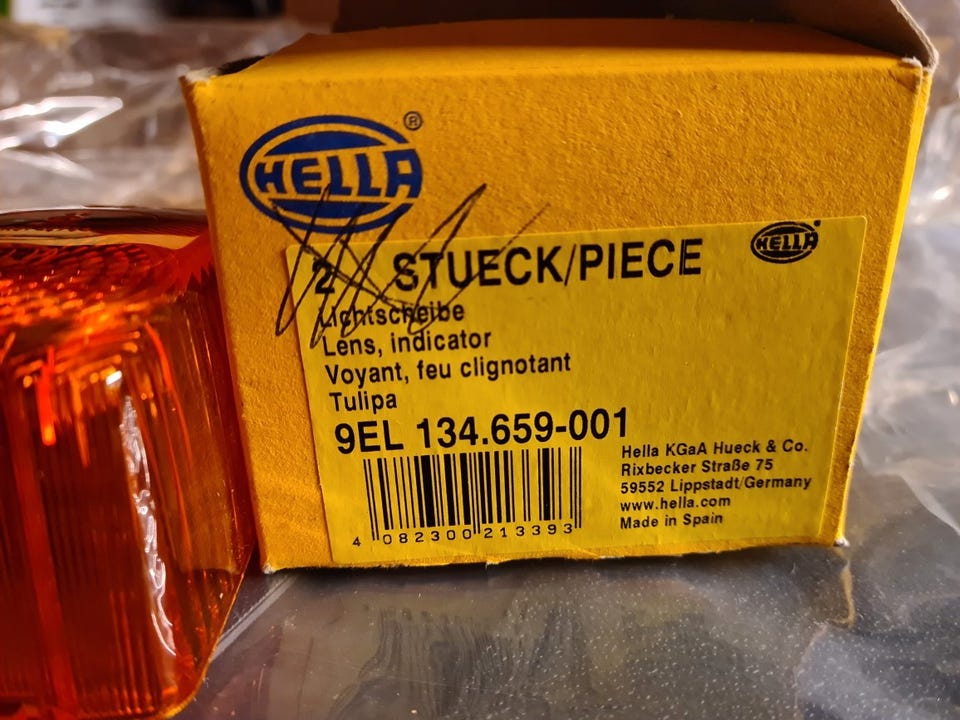 HELLA®
HELLA
2 STUECK/PIECE
Lichtscheibe
Lens, indicator
Voyant, feu clignotant
Tulipa
9EL 134.659-001
Hella KGaA Hueck & Co.
Rixbecker Straße 75
59552 Lippstadt/Germany
www.hella.com
Made in Spain
4 082300 213393